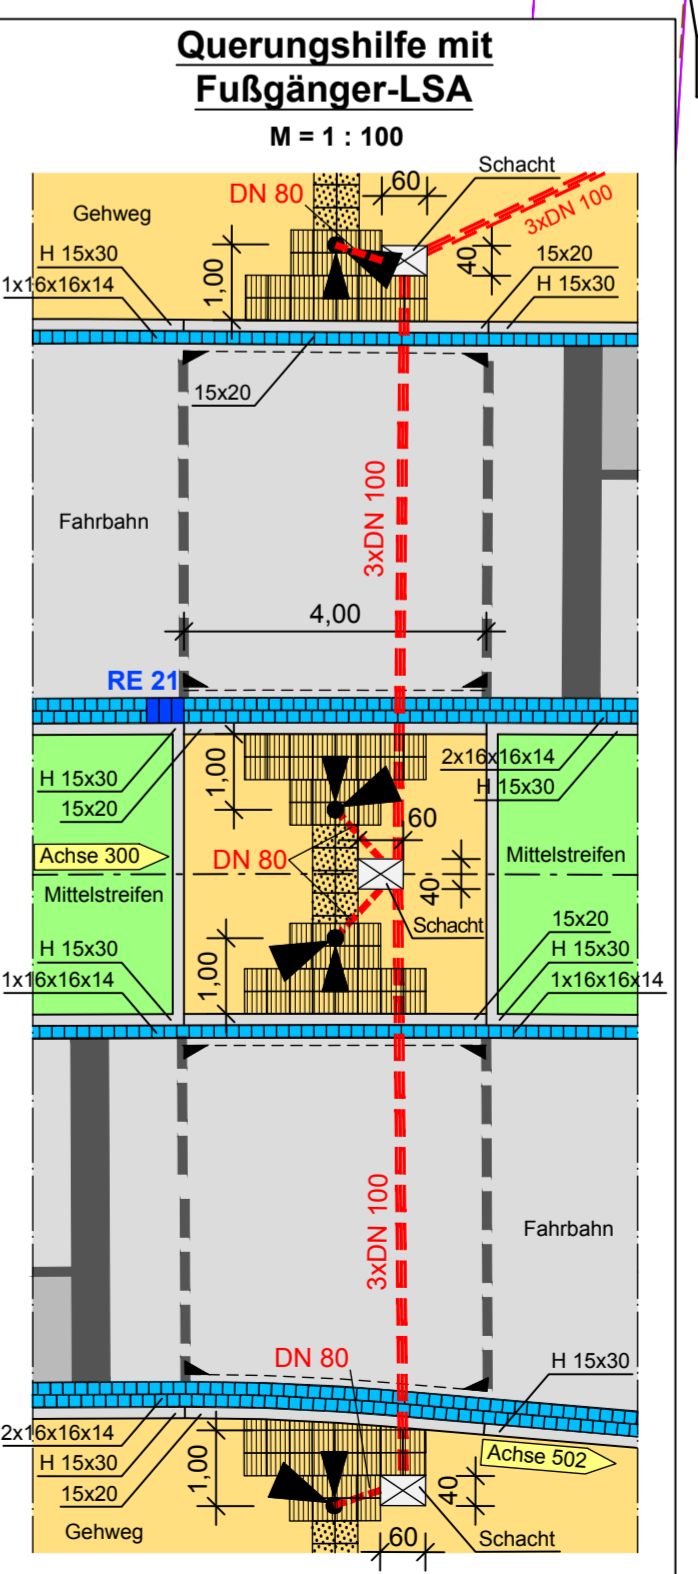 Querungshilfe mit
Fußgänger-LSA
M = 1 : 100
Schacht
DN 80
60
3xDN 100
Gehweg
H 15x30
1x16x16x14
1,00
40
15x20
H 15x30
15x20
3xDN 100
Fahrbahn
4,00
RE 21
H 15x30
15x20
1,00
2x16x16x14
H 15x30
60
Achse 300
DN 80
Mittelstreifen
Mittelstreifen
40
Schacht
H 15x30
1x16x16x14
1,00
15x20
H 15x30
1x16x16x14
3xDN 100
Fahrbahn
DN 80
H 15x30
2x16x16x14
H 15x30
15x20
1,00
Achse 502
40
Gehweg
60
Schacht